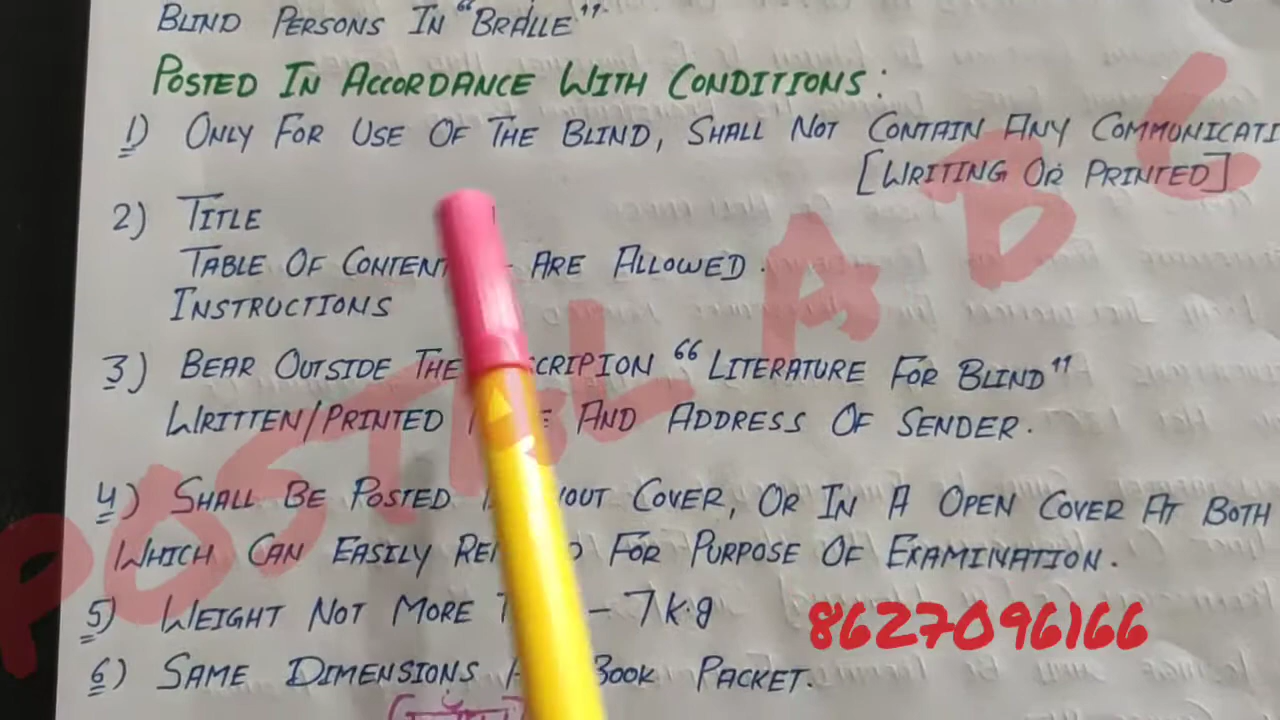 BLIND PERSONS IN "BRALLE"
POSTED IN ACCORDANCE WITH CONDITIONS:
1) ONLY FOR USE OF THE BLIND, SHALL NOT CONTAIN ANY COMMUNICATI
[WRITING OR PRINTED]
2) TITLE
TABLE OF CONTENT - ARE ALLOWED.
INSTRUCTIONS
3) BEAR OUTSIDE THE SCRIPION "LITERATURE FOR BLIND"
WRITTEN/PRINTED AND ADDRESS OF SENDER.
4) SHALL BE POSTED COVER, OR IN A OPEN COVER AT BOTH
WHICH CAN EASILY FOR PURPOSE OF EXAMINATION.
5) WEIGHT NOT MORE - 7 k.g
8627096166
6) SAME DIMENSIONS BOOK PACKET.
POSTAL A B C